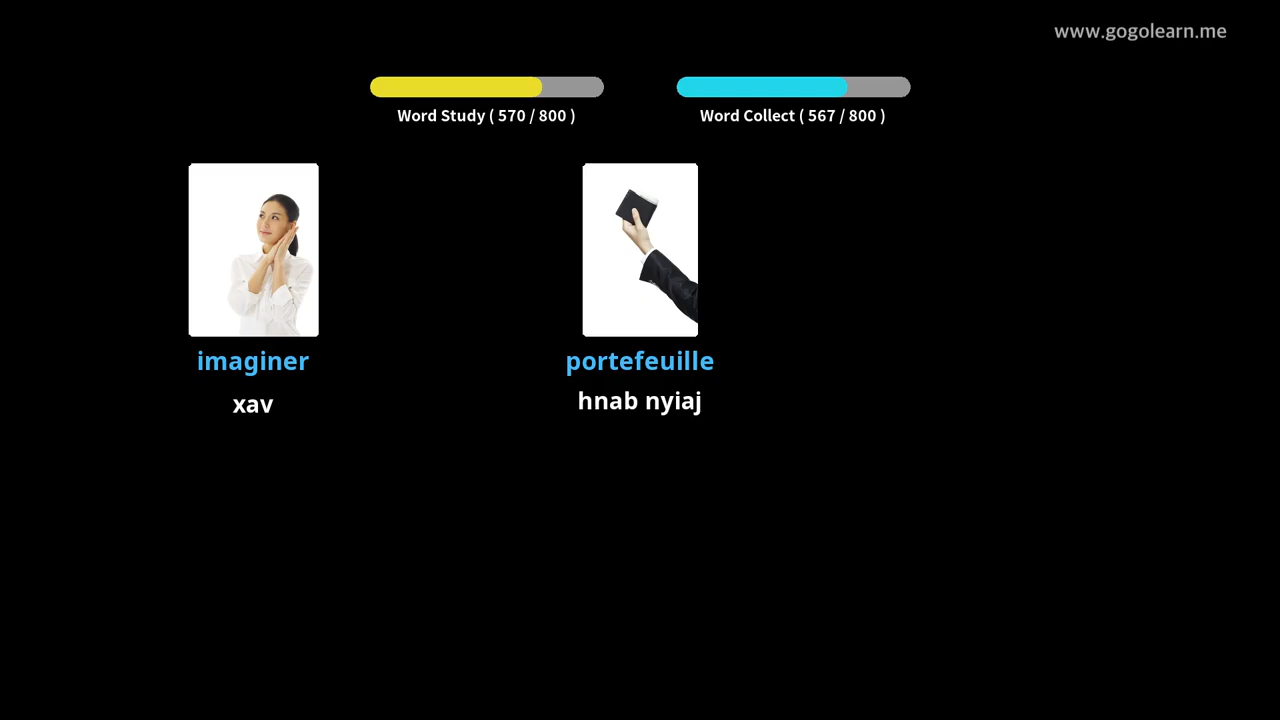 www.gogolearn.me
Word Study ( 570 / 800 )
Word Collect ( 567 / 800 )
imaginer
xav
portefeuille
hnab nyiaj